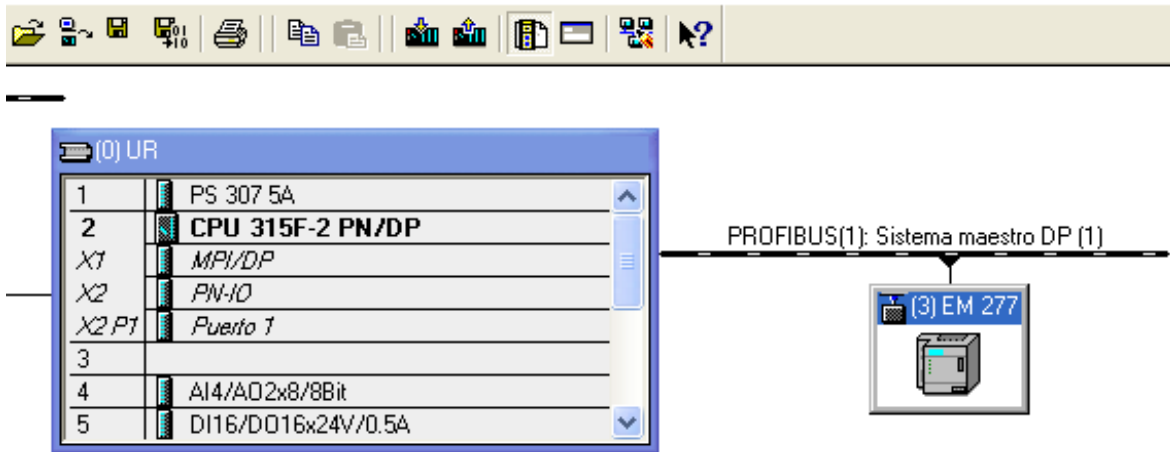 (0) UR
1 PS 307 5A
2 CPU 315F-2 PN/DP
X1 MPI/DP
X2 PN-IO
X2 P1 Puerto 1
3
4 AI4/AO2x8/8Bit
5 DI16/DO16x24V/0.5A
PROFIBUS(1): Sistema maestro DP (1)
(3) EM 277